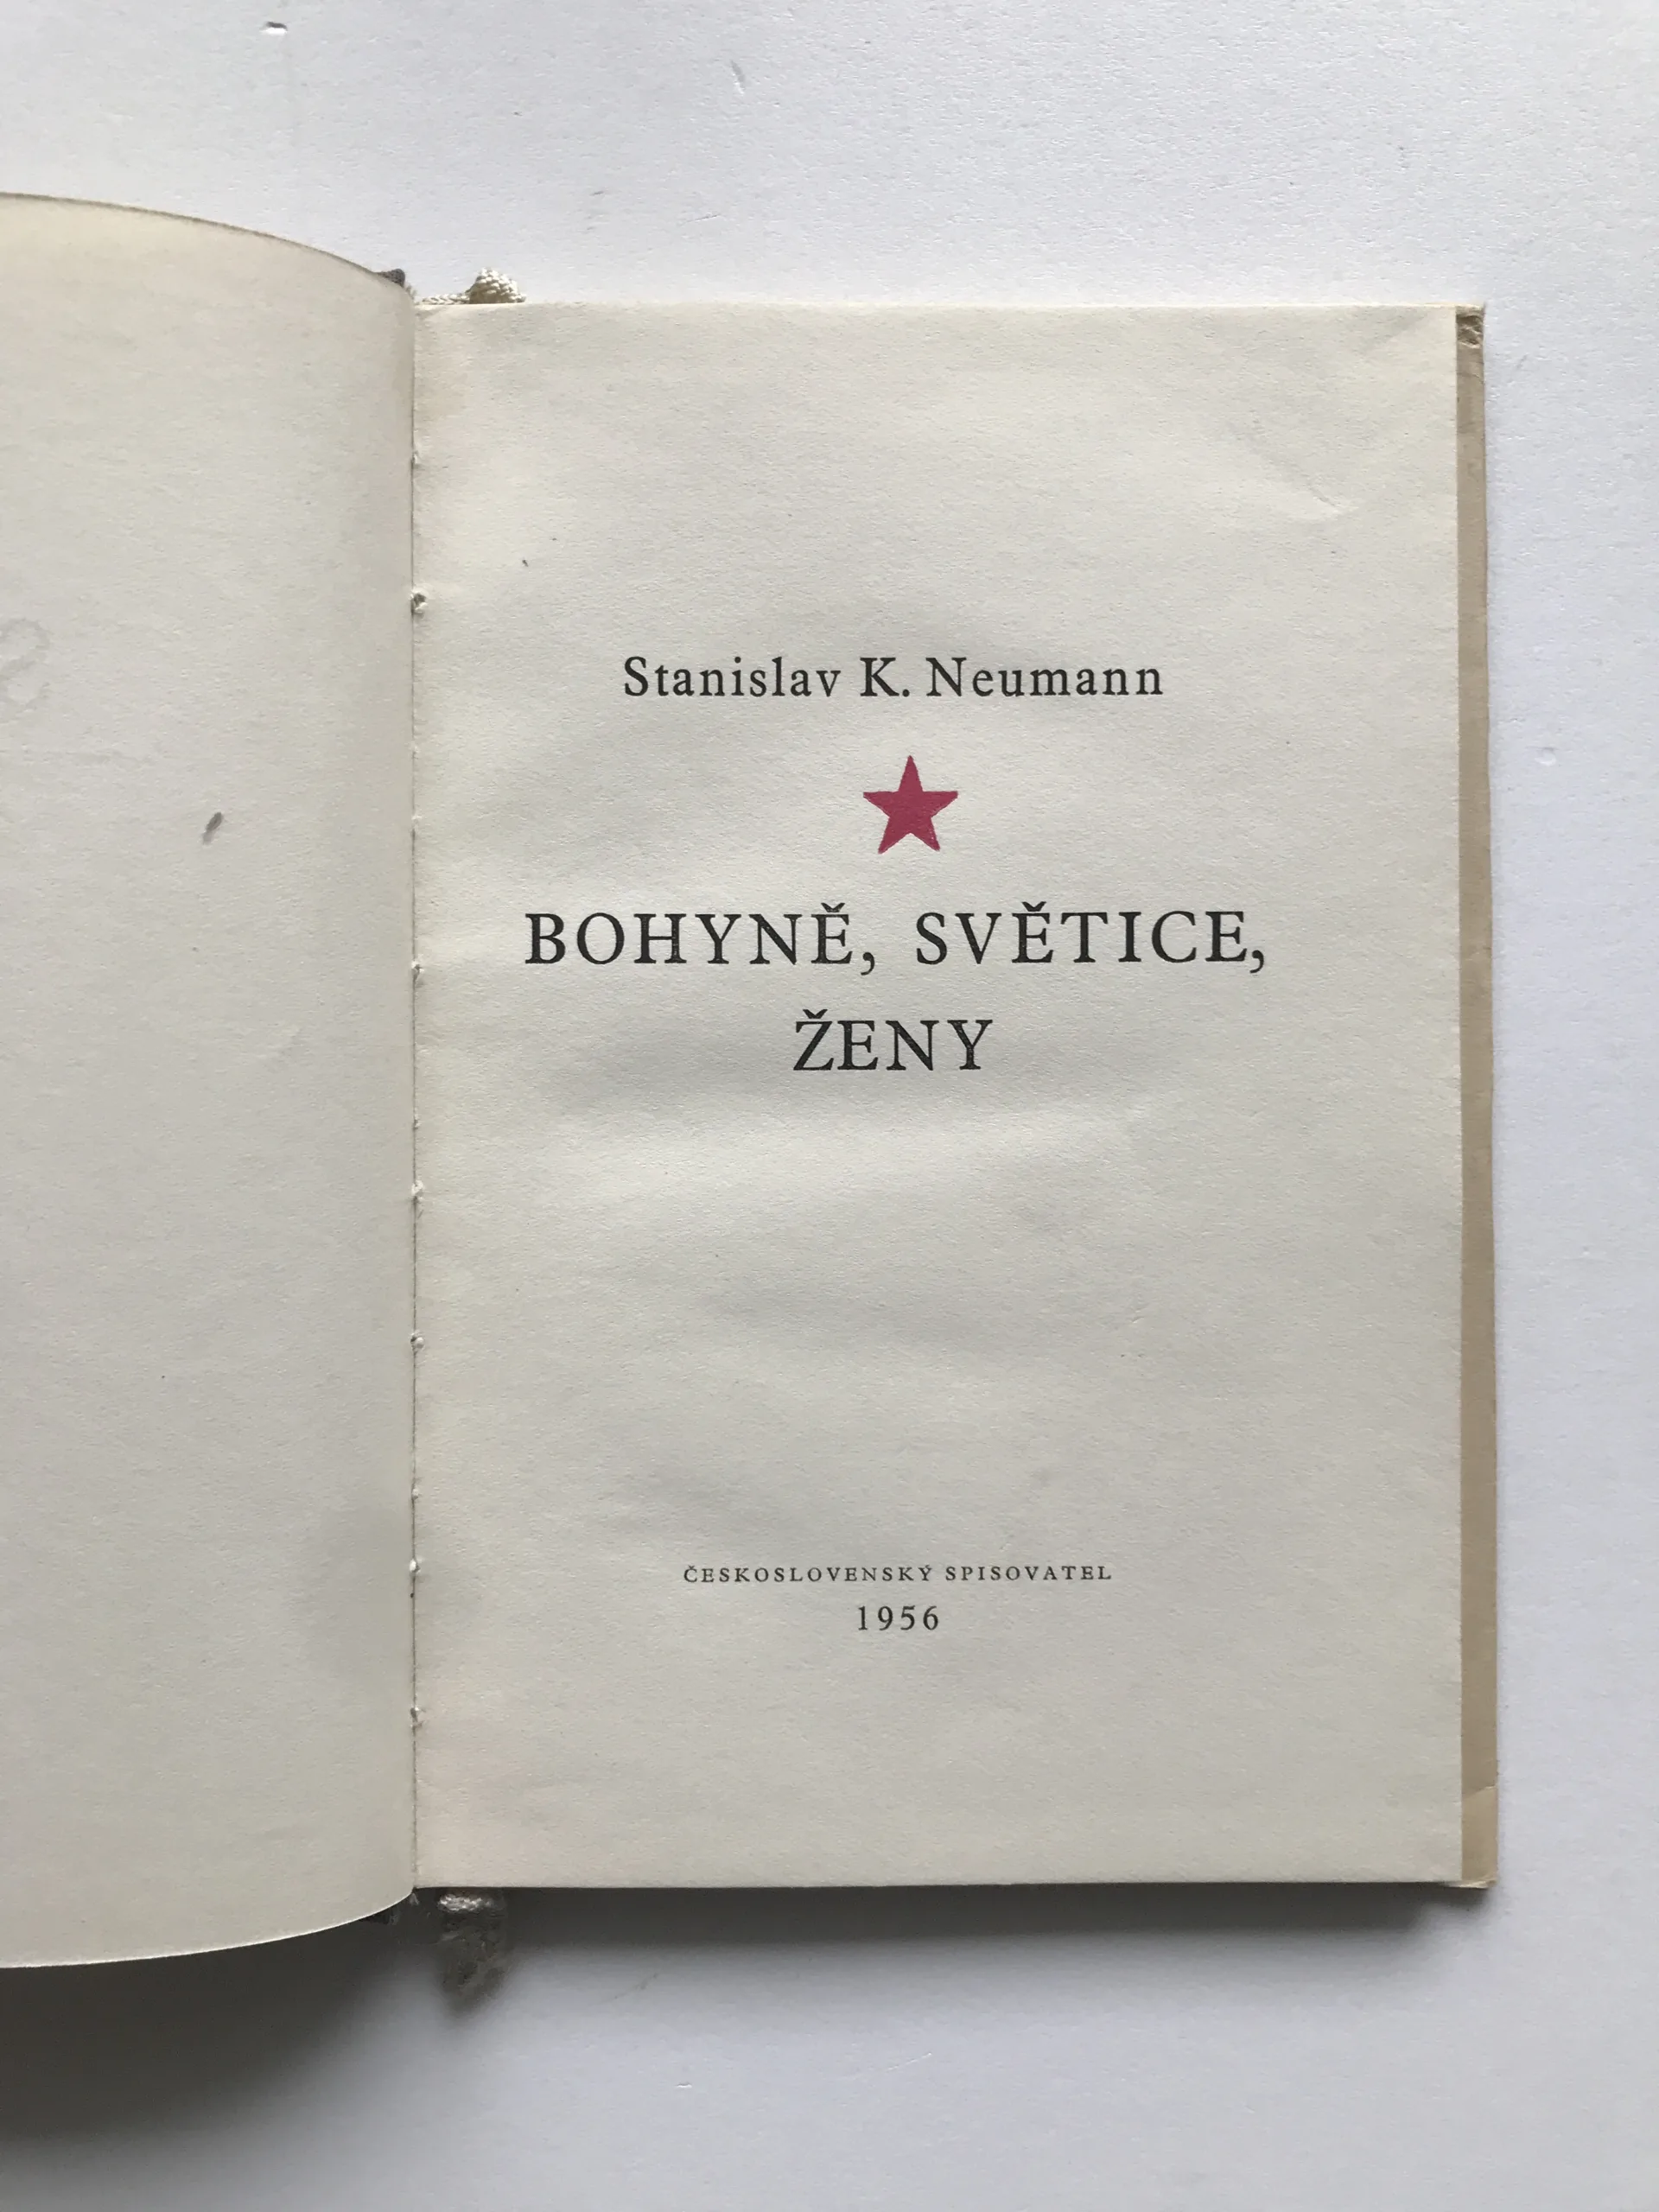 Stanislav K. Neumann
BOHYNĚ, SVĚTICE,
ŽENY
ČESKOSLOVENSKÝ SPISOVATEL
1956